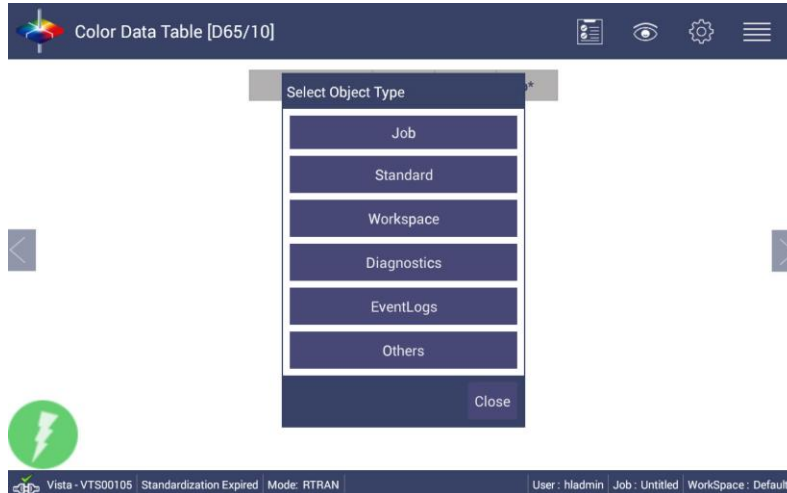 Color Data Table [D65/10]
Select Object Type
Job
Standard
Workspace
Diagnostics
EventLogs
Others
Close
Vista - VTS00105 Standardization Expired Mode: RTRAN User : hladmin Job : Untitled WorkSpace : Default